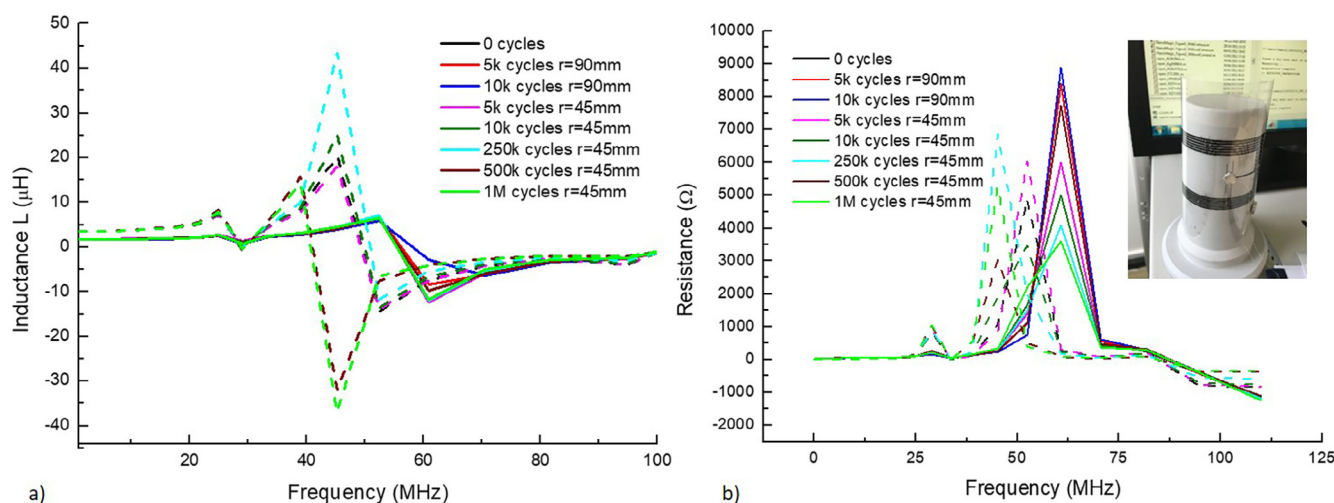 50
40
30
20
10
0
-10
-20
-30
-40
Inductance L (μH)
0 cycles
5k cycles r=90mm
10k cycles r=90mm
5k cycles r=45mm
10k cycles r=45mm
250k cycles r=45mm
500k cycles r=45mm
1M cycles r=45mm
20
40
60
80
100
Frequency (MHz)
a)
10000
9000
8000
7000
6000
5000
4000
3000
2000
1000
0
-1000
-2000
Resistance (Ω)
0 cycles
5k cycles r=90mm
10k cycles r=90mm
5k cycles r=45mm
10k cycles r=45mm
250k cycles r=45mm
500k cycles r=45mm
1M cycles r=45mm
0
25
50
75
100
125
Frequency (MHz)
b)